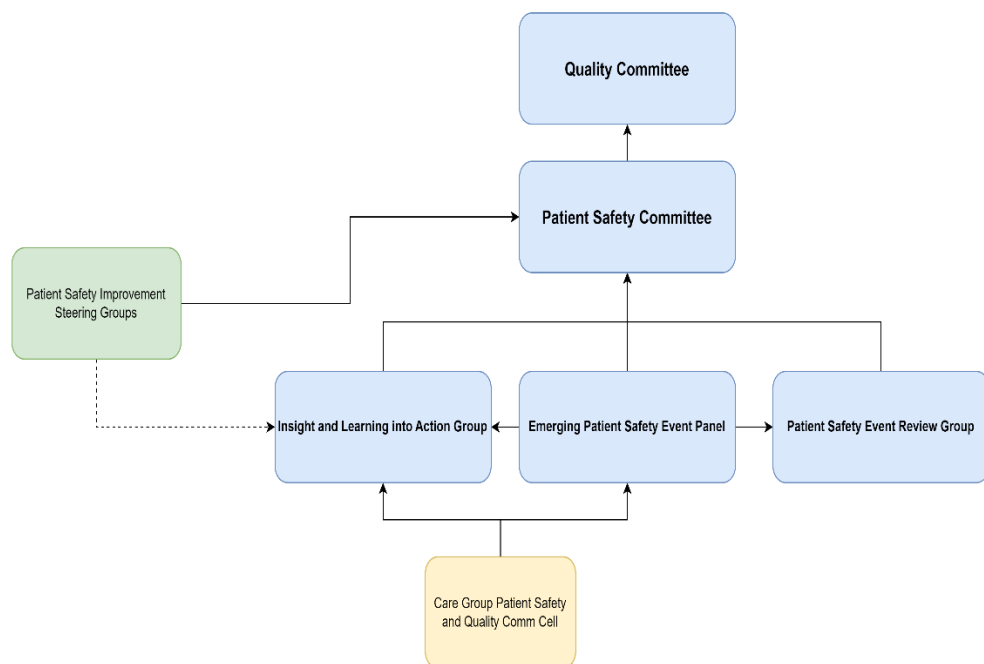 Quality Committee
Patient Safety Committee
Patient Safety Improvement
Steering Groups
Insight and Learning into Action Group
Emerging Patient Safety Event Panel
Patient Safety Event Review Group
Care Group Patient Safety
and Quality Comm Cell